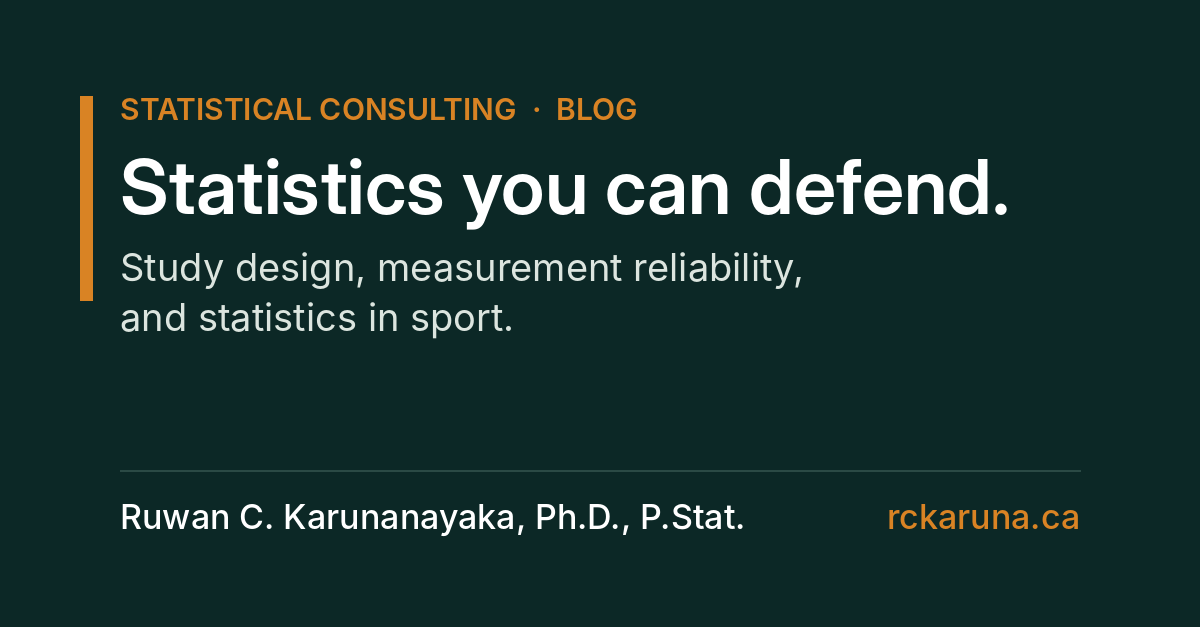 STATISTICAL CONSULTING · BLOG
Statistics you can defend.
Study design, measurement reliability,
and statistics in sport.
Ruwan C. Karunanayaka, Ph.D., P.Stat.
rckaruna.ca